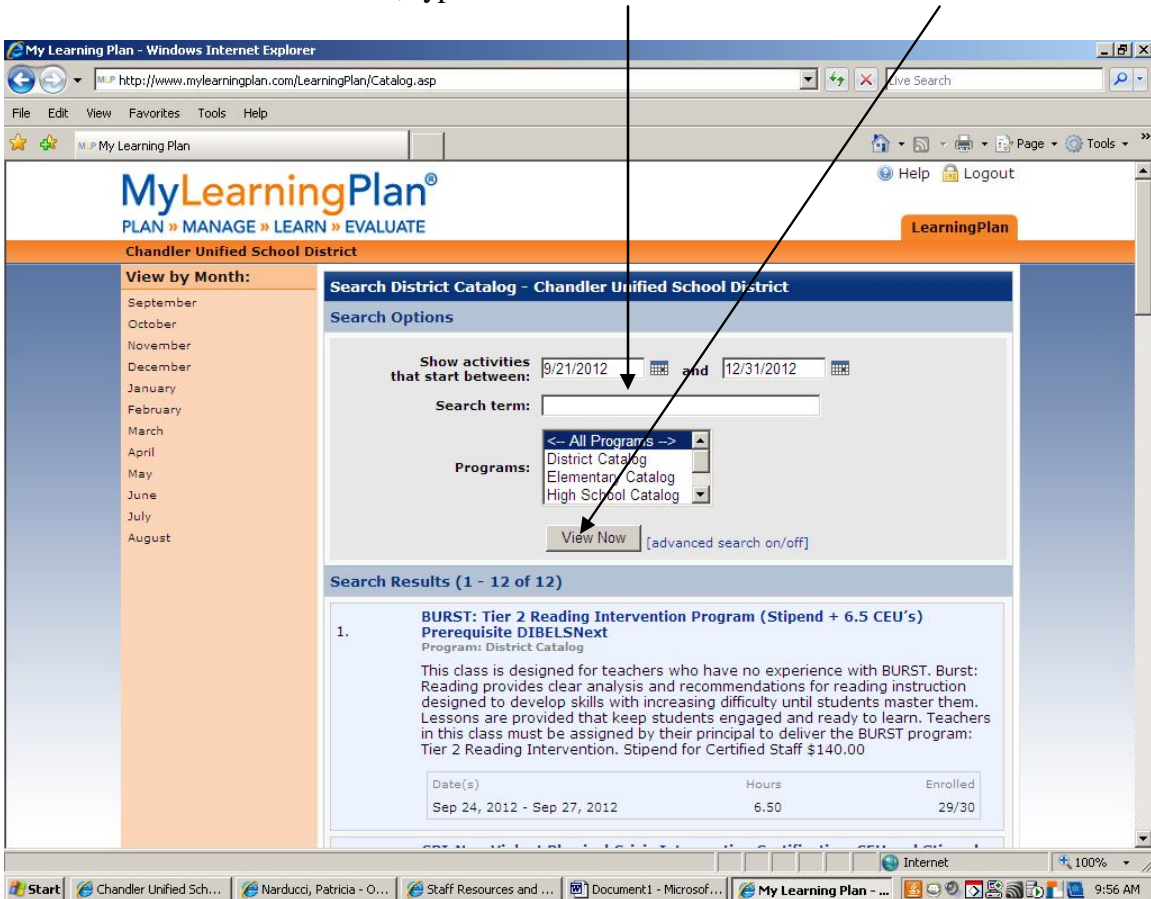 My Learning Plan - Windows Internet Explorer
http://www.mylearningplan.com/LearningPlan/Catalog.asp
Live Search
File Edit View Favorites Tools Help
MLP My Learning Plan
Page Tools »
MyLearningPlan®
PLAN » MANAGE » LEARN » EVALUATE
Help Logout
LearningPlan
Chandler Unified School District
View by Month:
September
October
November
December
January
February
March
April
May
June
July
August
Search District Catalog - Chandler Unified School District
Search Options
Show activities
that start between: 9/21/2012 and 12/31/2012
Search term:
Programs:
<-- All Programs -->
District Catalog
Elementary Catalog
High School Catalog
View Now [advanced search on/off]
Search Results (1 - 12 of 12)
1. BURST: Tier 2 Reading Intervention Program (Stipend + 6.5 CEU's)
Prerequisite DIBELSNext
Program: District Catalog
This class is designed for teachers who have no experience with BURST. Burst:
Reading provides clear analysis and recommendations for reading instruction
designed to develop skills with increasing difficulty until students master them.
Lessons are provided that keep students engaged and ready to learn. Teachers
in this class must be assigned by their principal to deliver the BURST program:
Tier 2 Reading Intervention. Stipend for Certified Staff $140.00
Date(s) Hours Enrolled
Sep 24, 2012 - Sep 27, 2012 6.50 29/30
Internet 100%
Start Chandler Unified Sch... Narducci, Patricia - O... Staff Resources and ... Document1 - Microsof... My Learning Plan - ... 9:56 AM